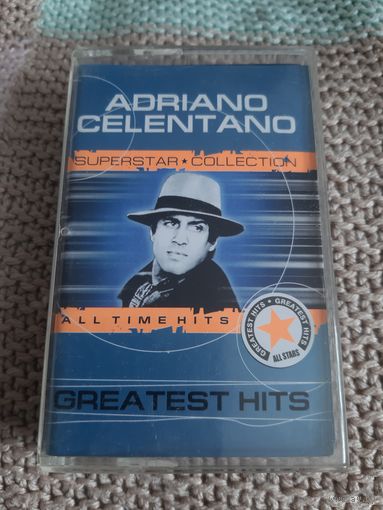 ADRIANO
CELENTANO
SUPERSTAR ★ COLLECTION
ALL TIME HITS
GREATEST HITS • GREATEST HITS
ALL STARS
GREATEST HITS